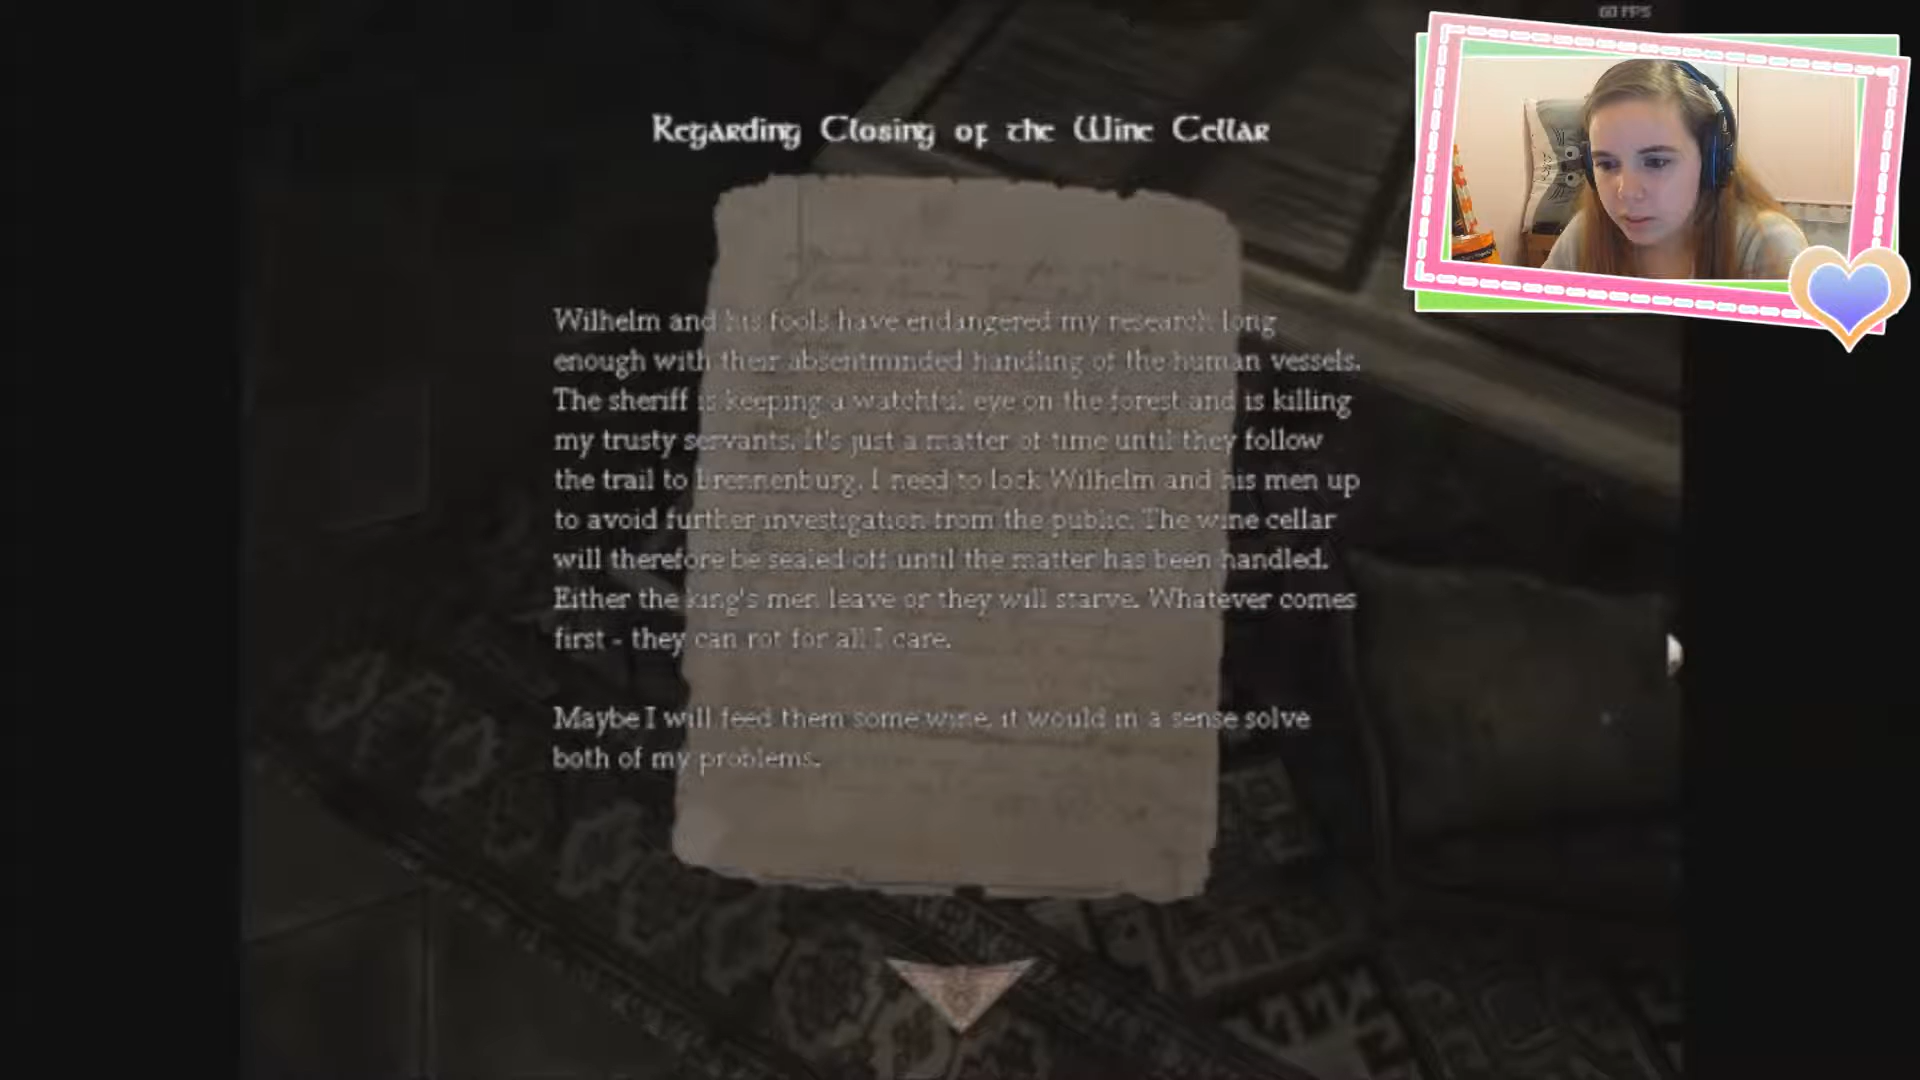 60 FPS
Regarding Closing of the Wine Cellar
Wilhelm and his fools have endangered my research long
enough with their absentminded handling of the human vessels.
The sheriff is keeping a watchful eye on the forest and is killing
my trusty servants. It's just a matter of time until they follow
the trail to Brennenburg. I need to lock Wilhelm and his men up
to avoid further investigation from the public. The wine cellar
will therefore be sealed off until the matter has been handled.
Either the king's men leave or they will starve. Whatever comes
first - they can rot for all I care.
Maybe I will feed them some wine, it would in a sense solve
both of my problems.